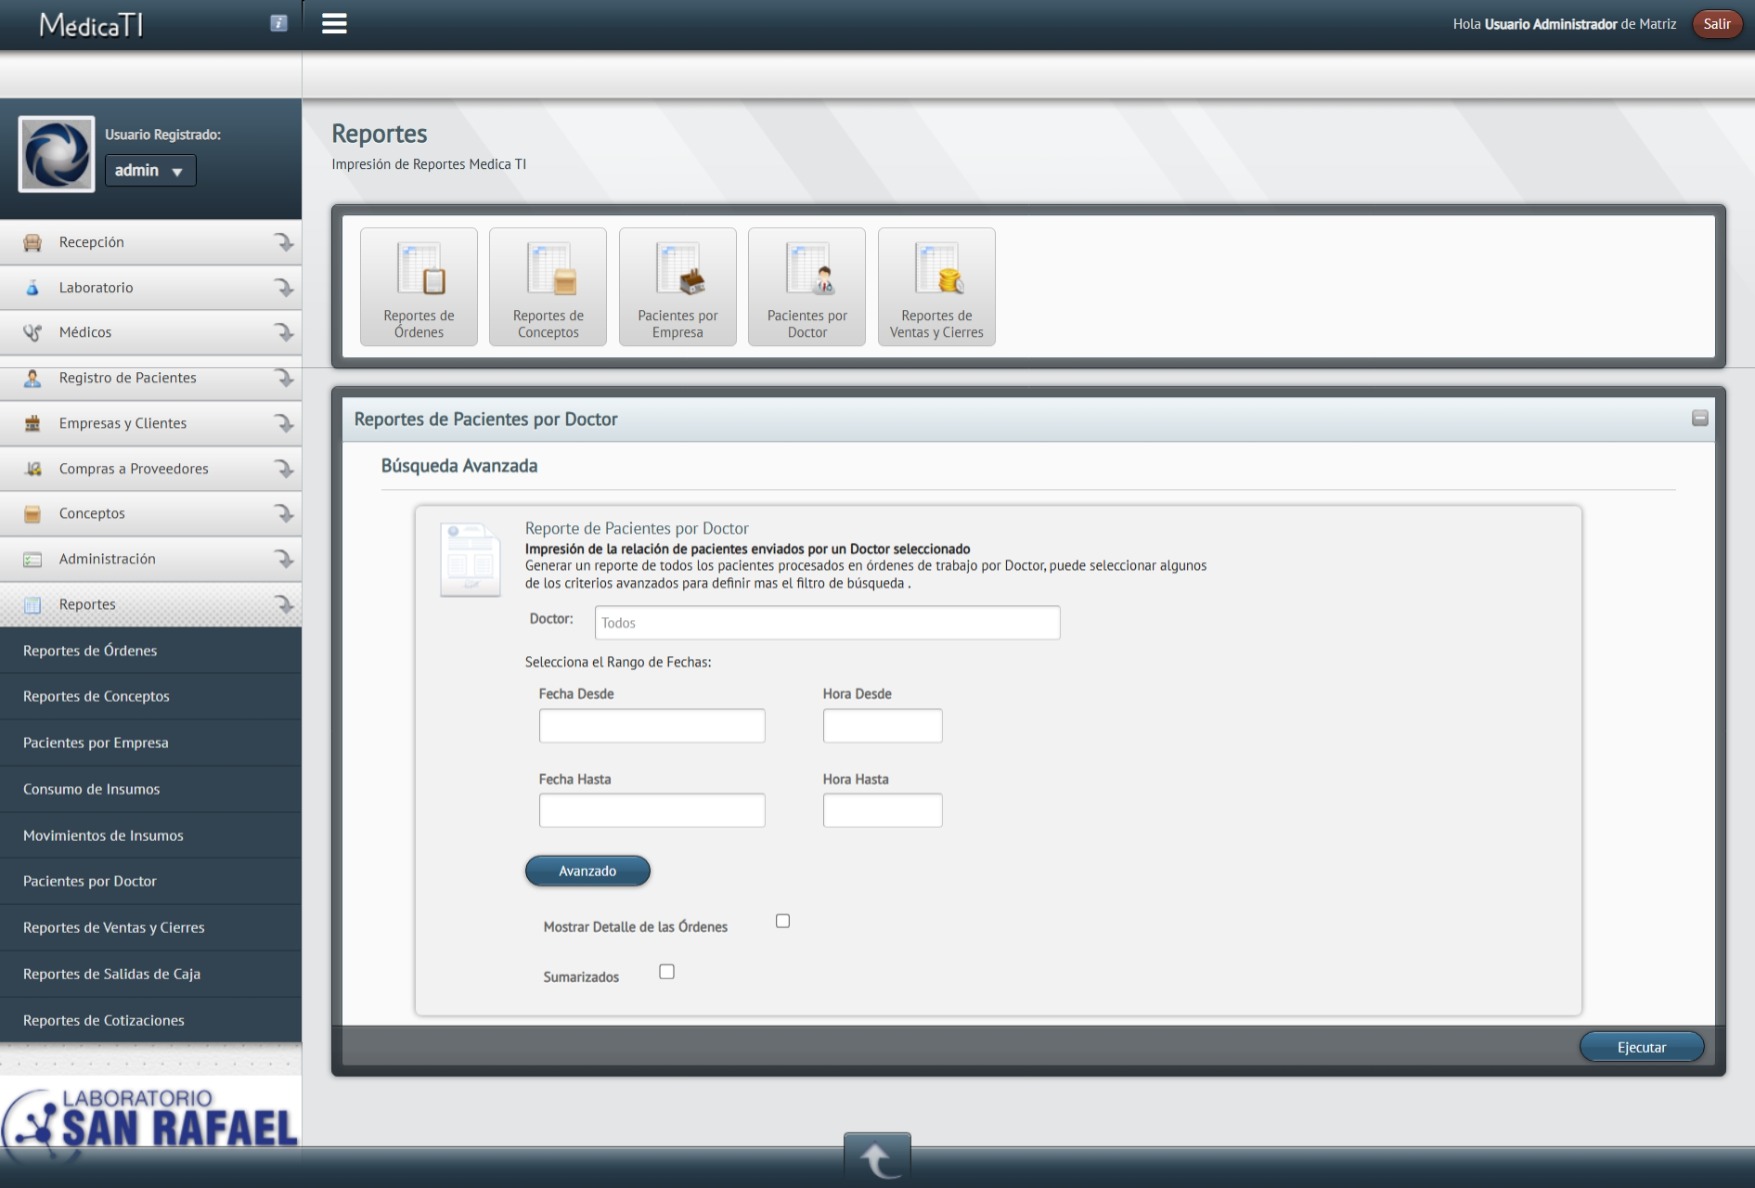 MédicaTI
Hola Usuario Administrador de Matriz
Salir
Usuario Registrado:
admin
Recepción
Laboratorio
Médicos
Registro de Pacientes
Empresas y Clientes
Compras a Proveedores
Conceptos
Administración
Reportes
Reportes de Órdenes
Reportes de Conceptos
Pacientes por Empresa
Consumo de Insumos
Movimientos de Insumos
Pacientes por Doctor
Reportes de Ventas y Cierres
Reportes de Salidas de Caja
Reportes de Cotizaciones
LABORATORIO
SAN RAFAEL
Reportes
Impresión de Reportes Medica TI
Reportes de
Órdenes
Reportes de
Conceptos
Pacientes por
Empresa
Pacientes por
Doctor
Reportes de
Ventas y Cierres
Reportes de Pacientes por Doctor
Búsqueda Avanzada
Reporte de Pacientes por Doctor
Impresión de la relación de pacientes enviados por un Doctor seleccionado
Generar un reporte de todos los pacientes procesados en órdenes de trabajo por Doctor, puede seleccionar algunos
de los criterios avanzados para definir mas el filtro de búsqueda .
Doctor:
Todos
Selecciona el Rango de Fechas:
Fecha Desde
Hora Desde
Fecha Hasta
Hora Hasta
Avanzado
Mostrar Detalle de las Órdenes
Sumarizados
Ejecutar